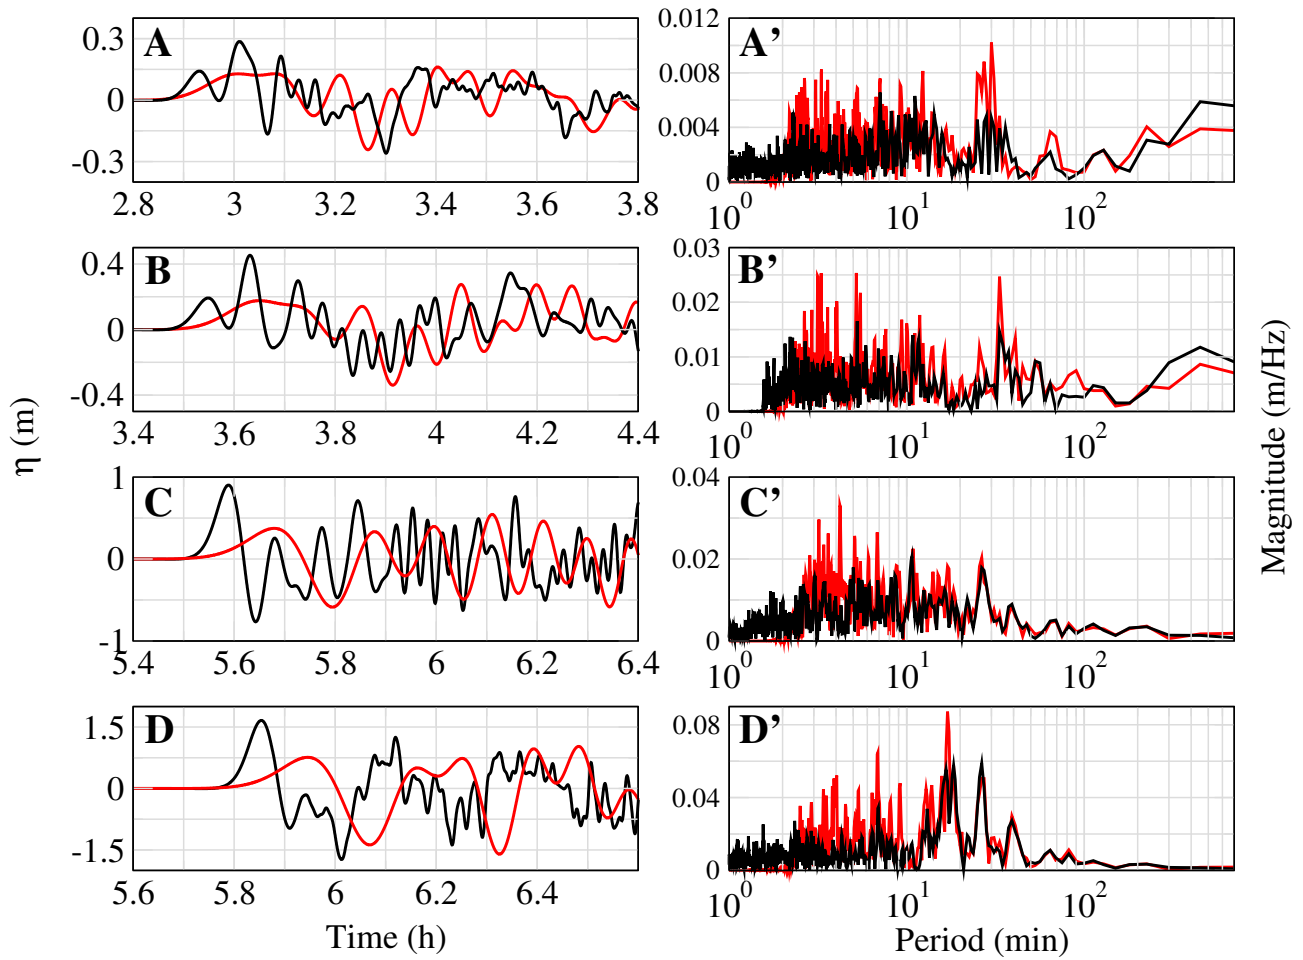 A
0.3
0
-0.3
2.8 3 3.2 3.4 3.6 3.8
A’
0.012
0.008
0.004
0
10^0 10^1 10^2
B
0.4
0
-0.4
3.4 3.6 3.8 4 4.2 4.4
B’
0.03
0.02
0.01
0
10^0 10^1 10^2
C
1
0
-1
5.4 5.6 5.8 6 6.2 6.4
C’
0.04
0.02
0
10^0 10^1 10^2
D
1.5
0
-1.5
5.6 5.8 6 6.2 6.4
D’
0.08
0.04
0
10^0 10^1 10^2
η (m)
Time (h)
Period (min)
Magnitude (m/Hz)